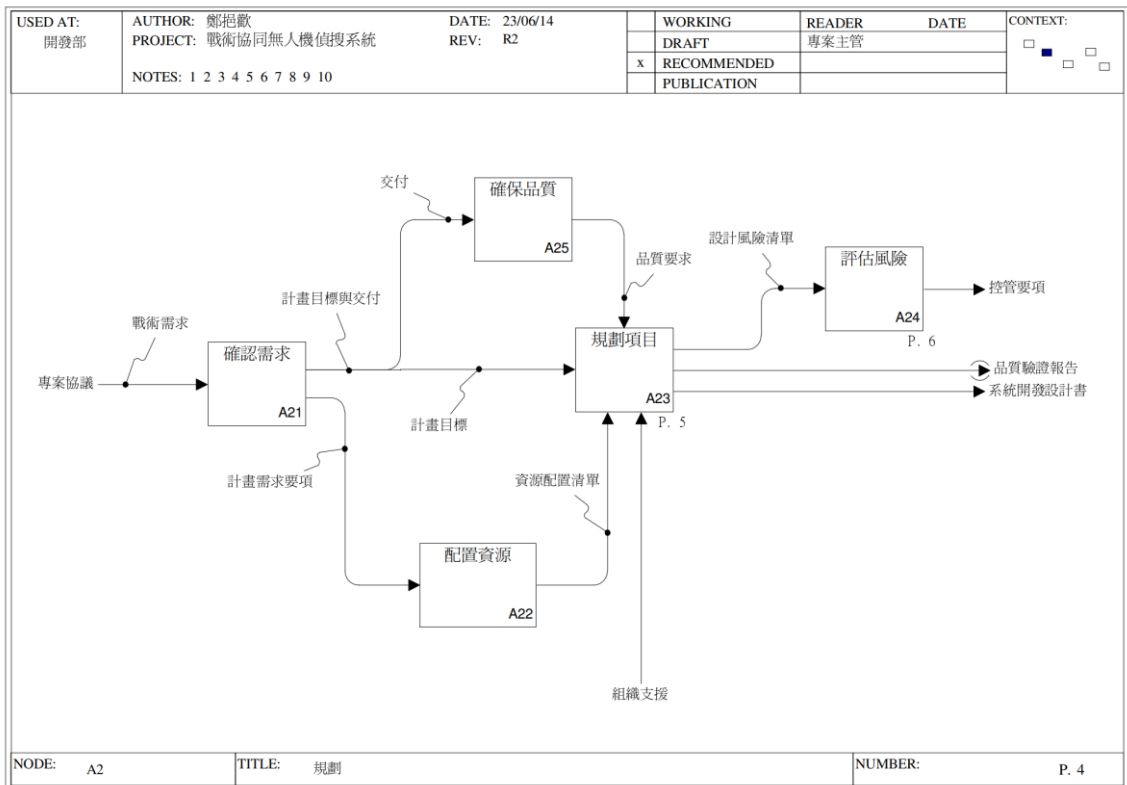 USED AT:
開發部
AUTHOR: 鄭挹歡
PROJECT: 戰術協同無人機偵搜系統
NOTES: 1 2 3 4 5 6 7 8 9 10
DATE: 23/06/14
REV: R2
WORKING
DRAFT
x RECOMMENDED
PUBLICATION
READER DATE
專案主管
CONTEXT:
交付
確保品質
A25
設計風險清單
品質要求
評估風險
A24
P. 6
控管要項
計畫目標與交付
戰術需求
確認需求
A21
規劃項目
A23
P. 5
專案協議
品質驗證報告
系統開發設計書
計畫目標
計畫需求要項
資源配置清單
配置資源
A22
組織支援
NODE: A2
TITLE: 規劃
NUMBER: P. 4